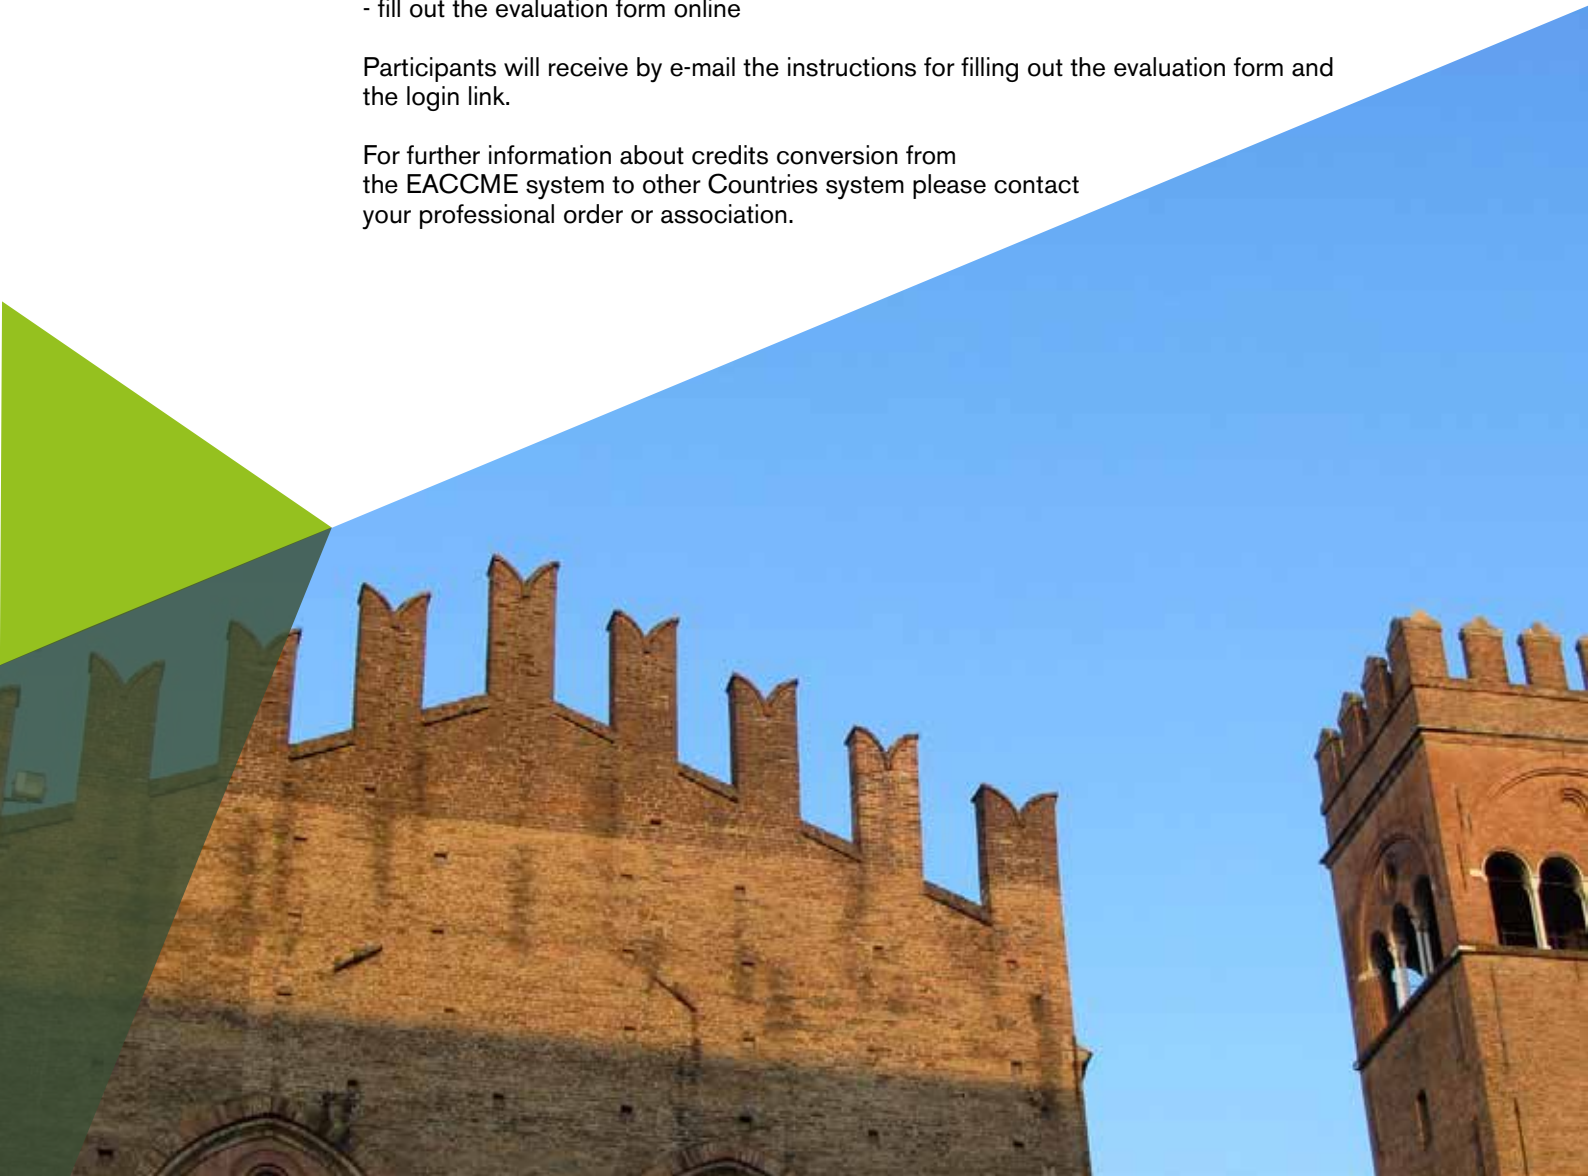 - fill out the evaluation form online
Participants will receive by e-mail the instructions for filling out the evaluation form and
the login link.
For further information about credits conversion from
the EACCME system to other Countries system please contact
your professional order or association.